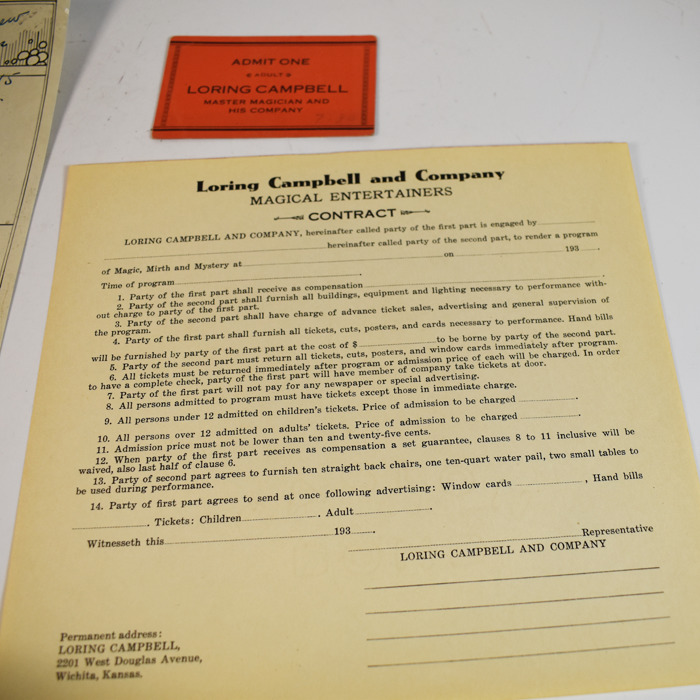 ADMIT ONE
ADULT
LORING CAMPBELL
MASTER MAGICIAN AND
HIS COMPANY
Loring Campbell and Company
MAGICAL ENTERTAINERS
CONTRACT
LORING CAMPBELL AND COMPANY, hereinafter called party of the first part is engaged by
hereinafter called party of the second part, to render a program
of Magic, Mirth and Mystery at on 193 .
Time of program .
1. Party of the first part shall receive as compensation
2. Party of the second part shall furnish all buildings, equipment and lighting necessary to performance with-
out charge to party of the first part.
3. Party of the second part shall have charge of advance ticket sales, advertising and general supervision of
the program.
4. Party of the first part shall furnish all tickets, cuts, posters, and cards necessary to performance. Hand bills
will be furnished by party of the first part at the cost of $ to be borne by party of the second part.
5. Party of the second part must return all tickets, cuts, posters, and window cards immediately after program.
6. All tickets must be returned immediately after program or admission price of each will be charged. In order
to have a complete check, party of the first part will have member of company take tickets at door.
7. Party of the first part will not pay for any newspaper or special advertising.
8. All persons admitted to program must have tickets except those in immediate charge.
9. All persons under 12 admitted on children's tickets. Price of admission to be charged .
10. All persons over 12 admitted on adults' tickets. Price of admission to be charged .
11. Admission price must not be lower than ten and twenty-five cents.
12. When party of the first part receives as compensation a set guarantee, clauses 8 to 11 inclusive will be
waived, also last half of clause 6.
13. Party of second part agrees to furnish ten straight back chairs, one ten-quart water pail, two small tables to
be used during performance.
14. Party of first part agrees to send at once following advertising: Window cards , Hand bills
. Tickets: Children . Adult .
Witnesseth this 193 .
Representative
LORING CAMPBELL AND COMPANY
Permanent address:
LORING CAMPBELL,
2201 West Douglas Avenue,
Wichita, Kansas.